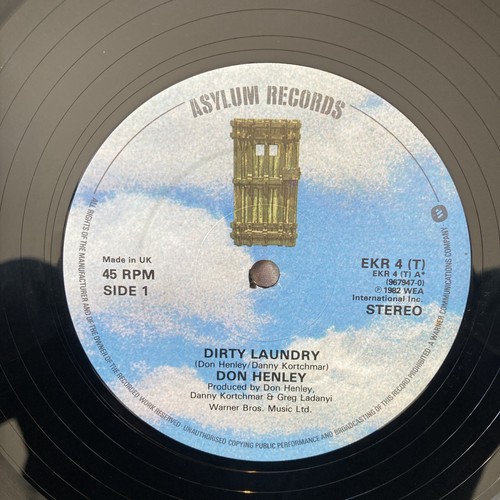 ASYLUM RECORDS
Made in UK
45 RPM
SIDE 1
EKR 4 (T)
EKR 4 (T) A*
(967947-0)
℗ 1982 WEA
International Inc.
STEREO
DIRTY LAUNDRY
(Don Henley/Danny Kortchmar)
DON HENLEY
Produced by Don Henley,
Danny Kortchmar & Greg Ladanyi
Warner Bros. Music Ltd.
ALL RIGHTS OF THE MANUFACTURER AND OF THE OWNER OF THE RECORDED WORK RESERVED. UNAUTHORISED COPYING PUBLIC PERFORMANCE AND BROADCASTING OF THIS RECORD PROHIBITED. A WARNER COMMUNICATIONS COMPANY